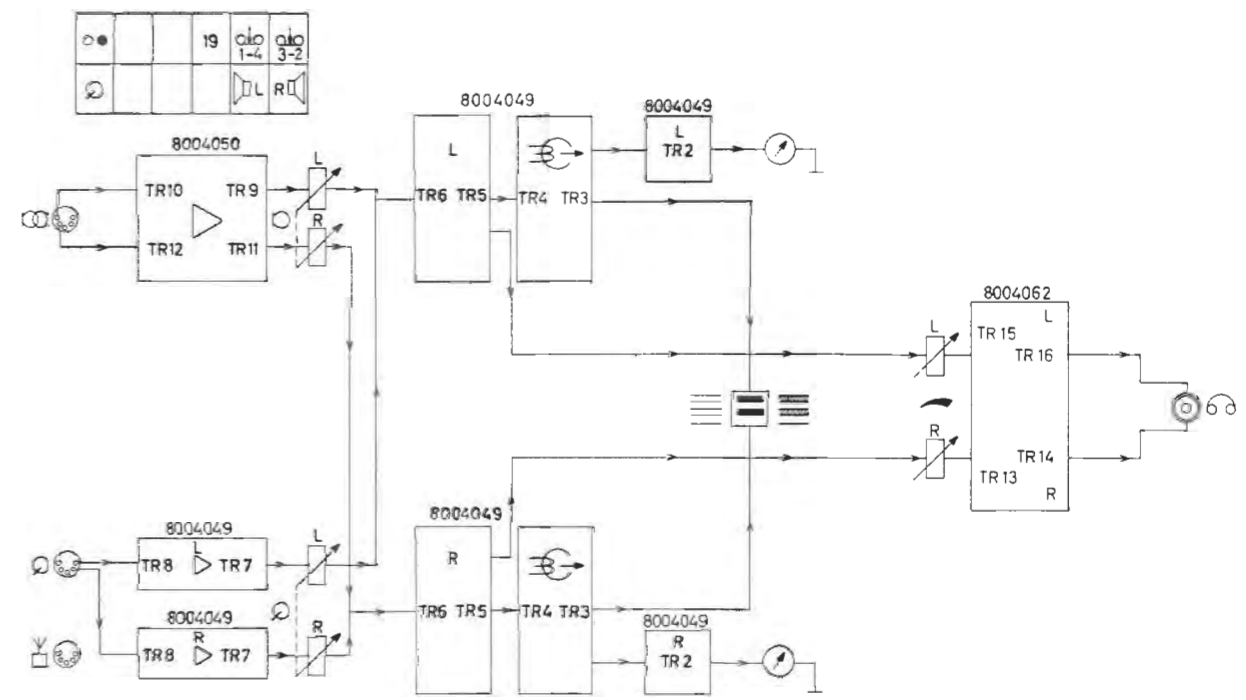 19 1-4 3-2
L R
8004050
TR10 TR9
TR12 TR11
L
R
8004049
L
TR6 TR5 TR4 TR3
8004049
L
TR2
L
R
8004062
L
TR15
TR16
TR14
TR13
R
8004049
L
TR8 TR7
8004049
R
TR8 TR7
L
R
8004049
R
TR6 TR5 TR4 TR3
8004049
R
TR2